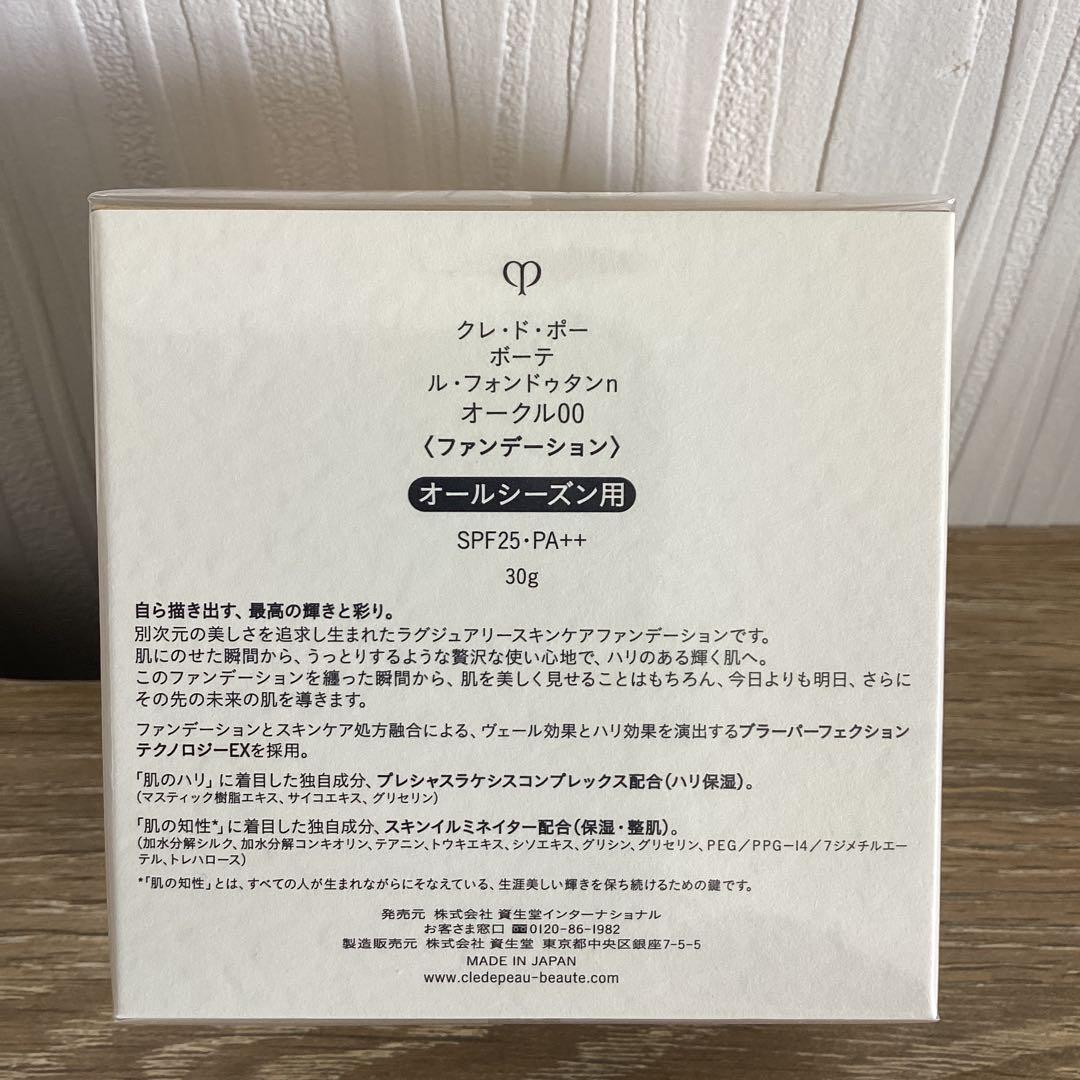 クレ・ド・ポー
ボーテ
ル・フォンドゥタンn
オークル00
〈ファンデーション〉
オールシーズン用
SPF25・PA++
30g
自ら描き出す、最高の輝きと彩り。
別次元の美しさを追求し生まれたラグジュアリースキンケアファンデーションです。
肌にのせた瞬間から、うっとりするような贅沢な使い心地で、ハリのある輝く肌へ。
このファンデーションを纏った瞬間から、肌を美しく見せることはもちろん、今日よりも明日、さらに
その先の未来の肌を導きます。
ファンデーションとスキンケア処方融合による、ヴェール効果とハリ効果を演出するブラーパーフェクション
テクノロジーEXを採用。
「肌のハリ」に着目した独自成分、プレシャスラケシスコンプレックス配合(ハリ保湿)。
(マスティック樹脂エキス、サイコエキス、グリセリン)
「肌の知性*」に着目した独自成分、スキンイルミネイター配合(保湿・整肌)。
(加水分解シルク、加水分解コンキオリン、テアニン、トウキエキス、シソエキス、グリシン、グリセリン、PEG/PPG-14/7ジメチルエー
テル、トレハロース)
*「肌の知性」とは、すべての人が生まれながらにそなえている、生涯美しい輝きを保ち続けるための鍵です。
発売元 株式会社 資生堂インターナショナル
お客さま窓口 0120-86-1982
製造販売元 株式会社 資生堂 東京都中央区銀座7-5-5
MADE IN JAPAN
www.cledepeau-beaute.com